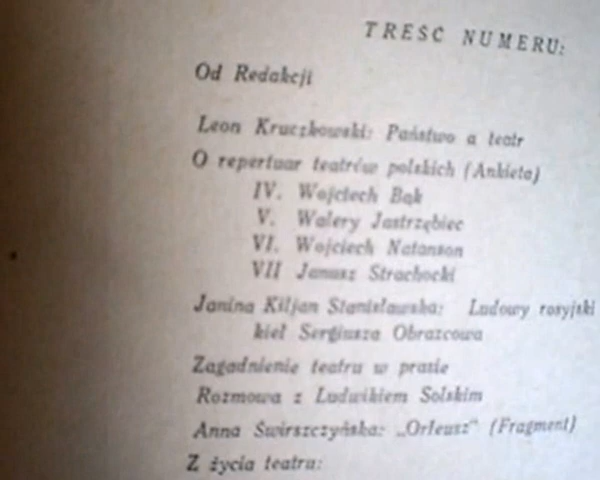 TREŚĆ NUMERU:
Od Redakcji
Leon Kruczkowski: Państwo a teatr
O repertuar teatrów polskich (Ankieta)
IV. Wojciech Bąk
V. Walery Jastrzębiec
VI. Wojciech Natanson
VII Janusz Strachocki
Janina Kiljan Stanisławska: Ludowy rosyjski
kieł Sergiusza Obrazcowa
Zagadnienie teatru w prasie
Rozmowa z Ludwikiem Solskim
Anna Świrszczyńska: „Orfeusz" (Fragment)
Z życia teatru: